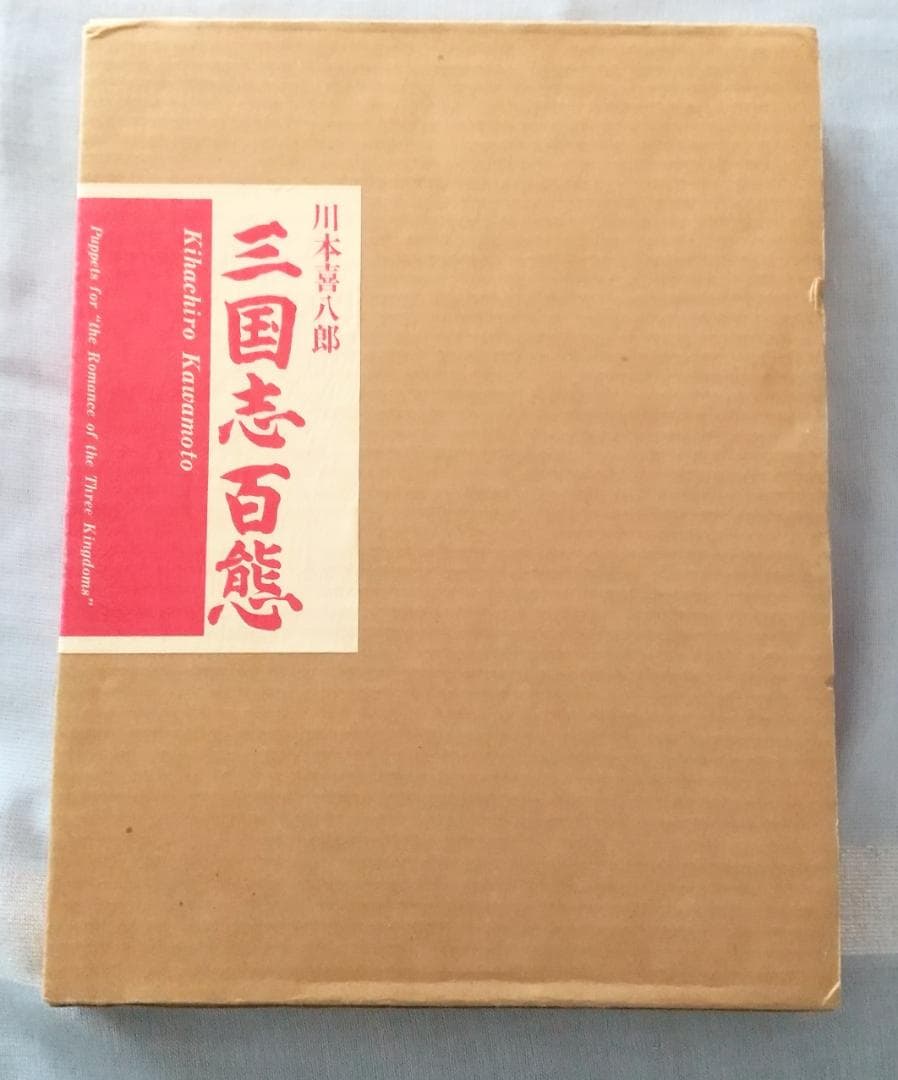 川本喜八郎
三国志百態
Kihachiro Kawamoto
Puppets for "the Romance of the Three Kingdoms"